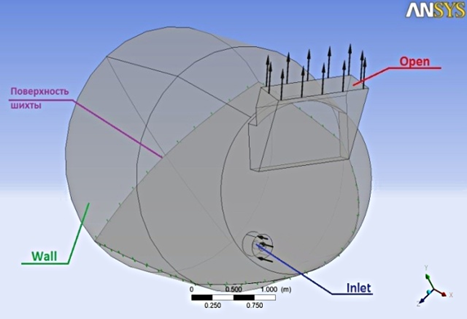 ANSYS
Open
Поверхность
шихты
Wall
Inlet
0 0.500 1.000 (m)
0.250 0.750
Y
X
Z